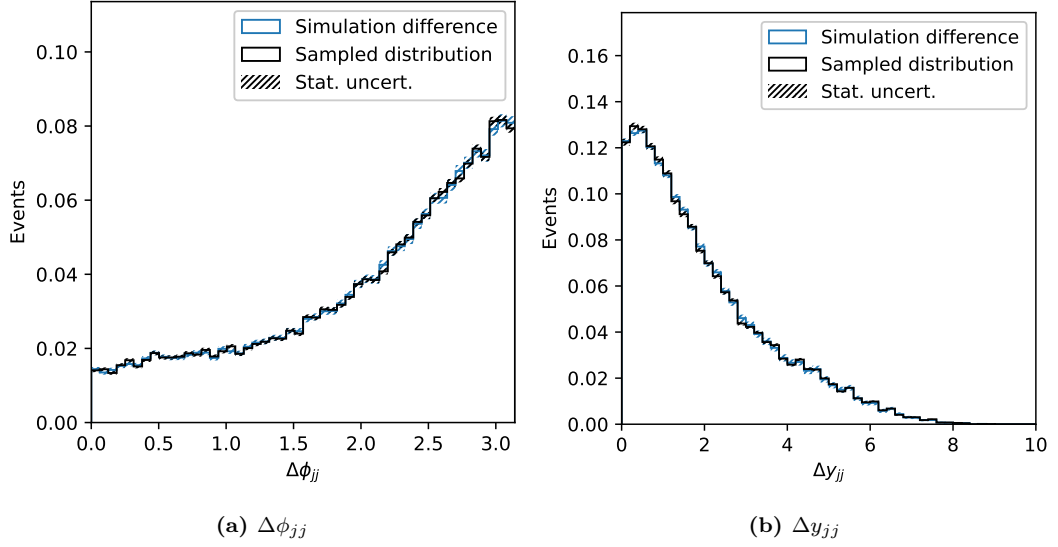 Simulation difference
Sampled distribution
Stat. uncert.
0.10
0.08
0.06
0.04
0.02
0.00
Events
0.0 0.5 1.0 1.5 2.0 2.5 3.0
Δϕjj
(a) Δϕjj
Simulation difference
Sampled distribution
Stat. uncert.
0.16
0.14
0.12
0.10
0.08
0.06
0.04
0.02
0.00
Events
0 2 4 6 8 10
Δyjj
(b) Δyjj